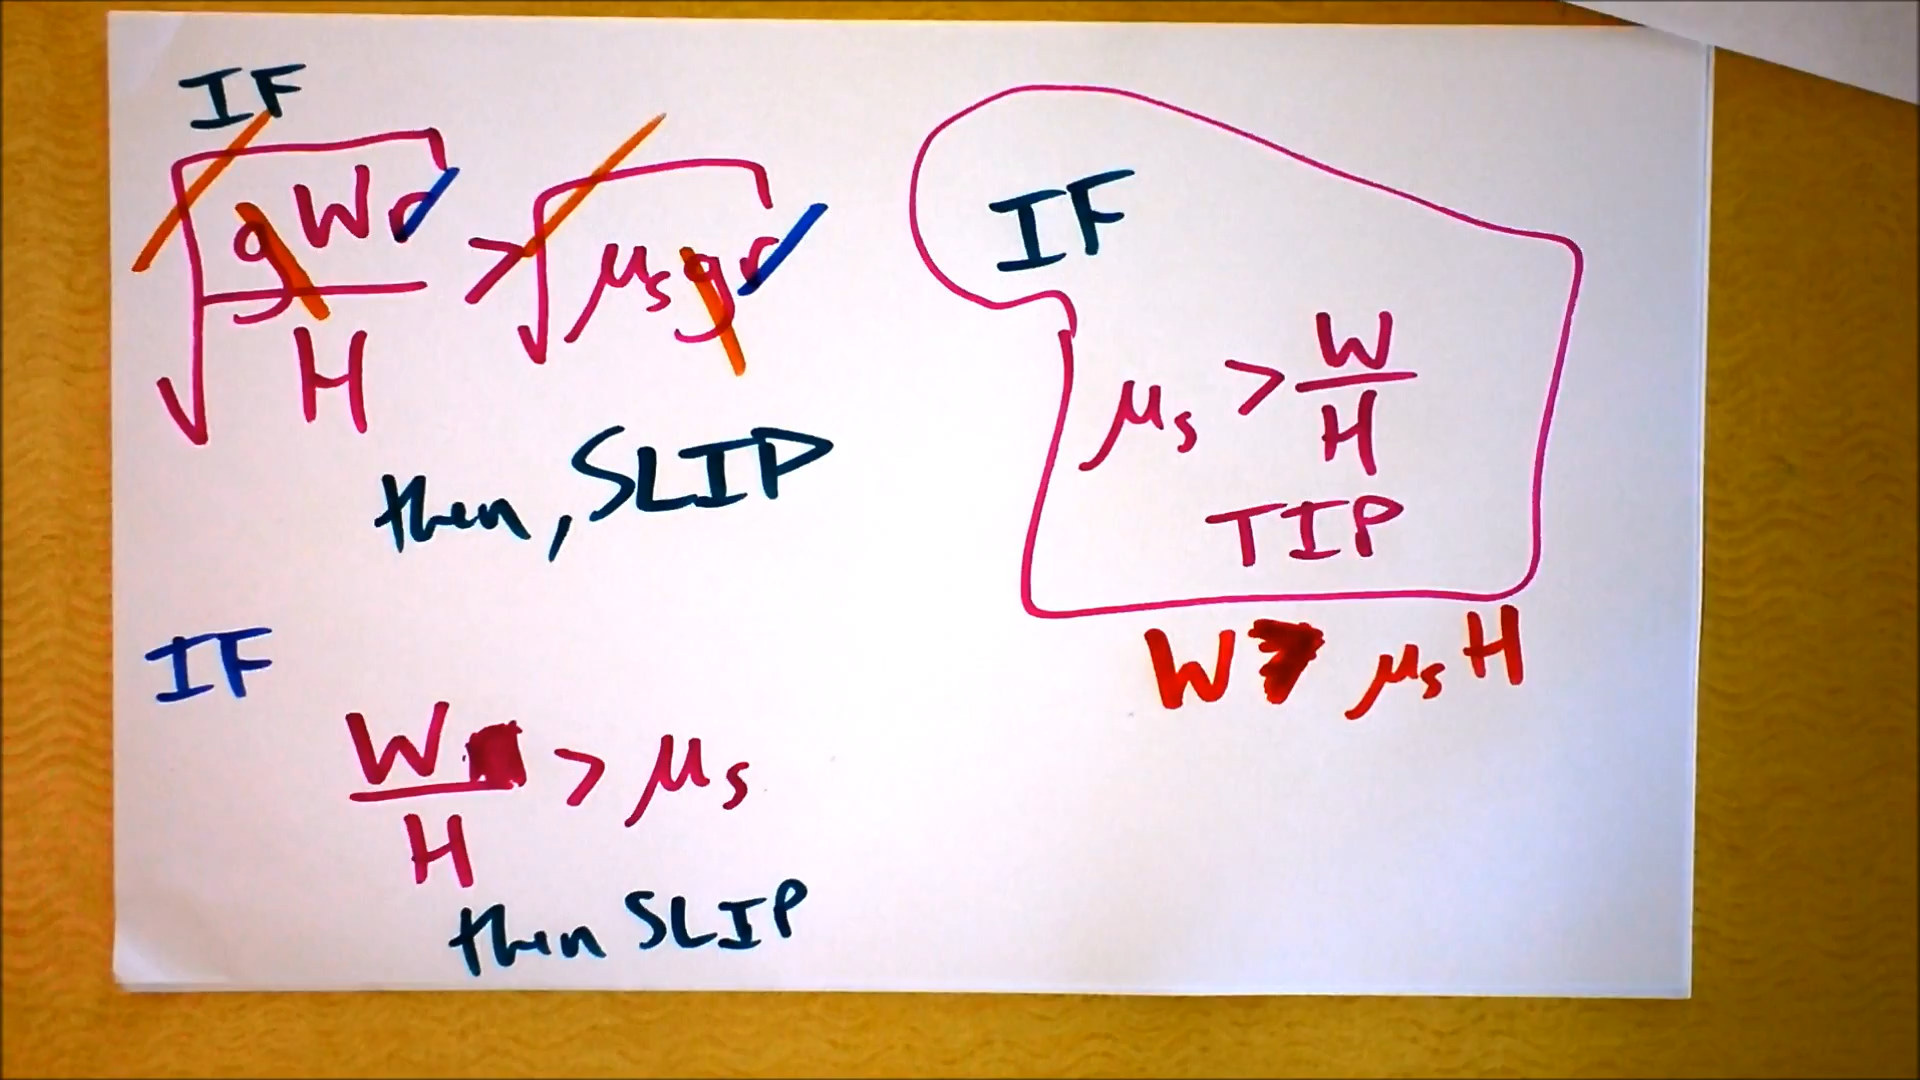 IF
√(gWr/H) > √(μₛgr)
then, SLIP
IF
W/H > μₛ
then SLIP
IF
μₛ > W/H
TIP
W > μₛH